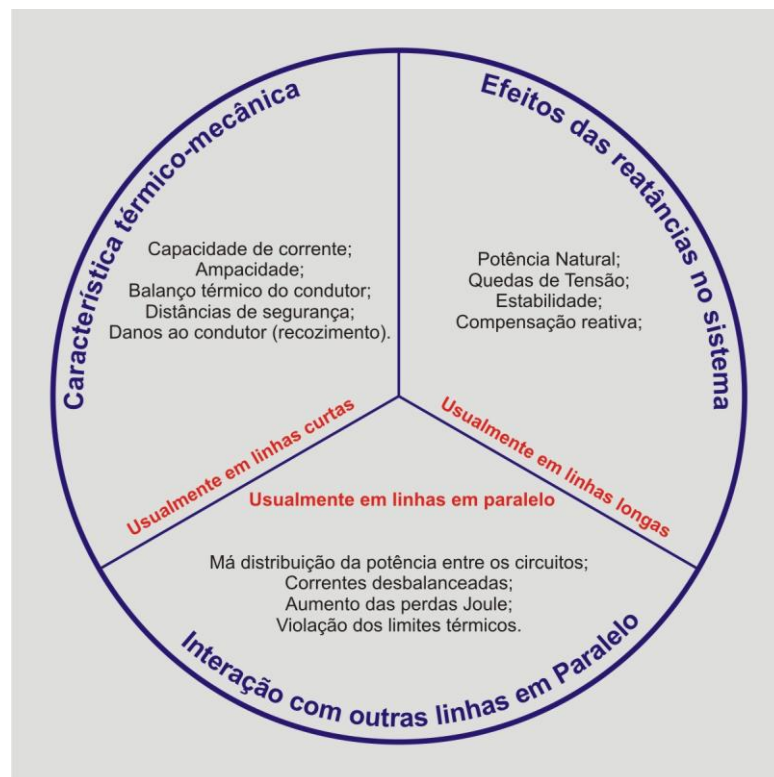 Característica térmico-mecânica
Capacidade de corrente;
Ampacidade;
Balanço térmico do condutor;
Distâncias de segurança;
Danos ao condutor (recozimento).
Usualmente em linhas curtas
Efeitos das reatâncias no sistema
Potência Natural;
Quedas de Tensão;
Estabilidade;
Compensação reativa;
Usualmente em linhas longas
Usualmente em linhas em paralelo
Má distribuição da potência entre os circuitos;
Correntes desbalanceadas;
Aumento das perdas Joule;
Violação dos limites térmicos.
Interação com outras linhas em Paralelo